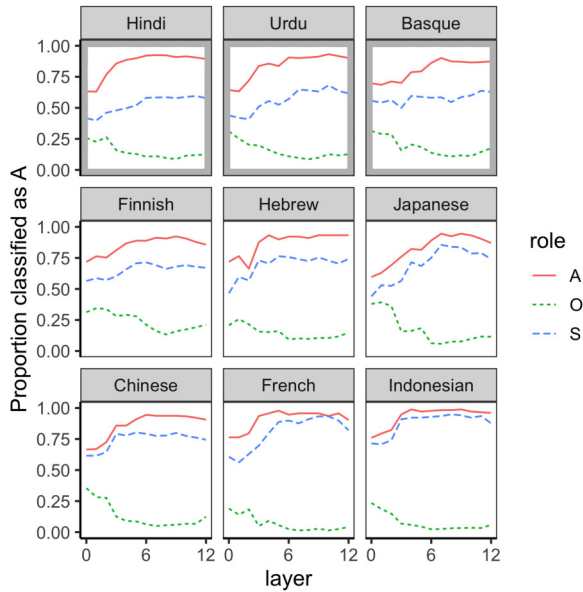 Hindi Urdu Basque
1.00
0.75
0.50
0.25
0.00
Finnish Hebrew Japanese
1.00
0.75
0.50
0.25
0.00
Chinese French Indonesian
1.00
0.75
0.50
0.25
0.00
0 6 12 0 6 12 0 6 12
layer
Proportion classified as A
role
A
O
S